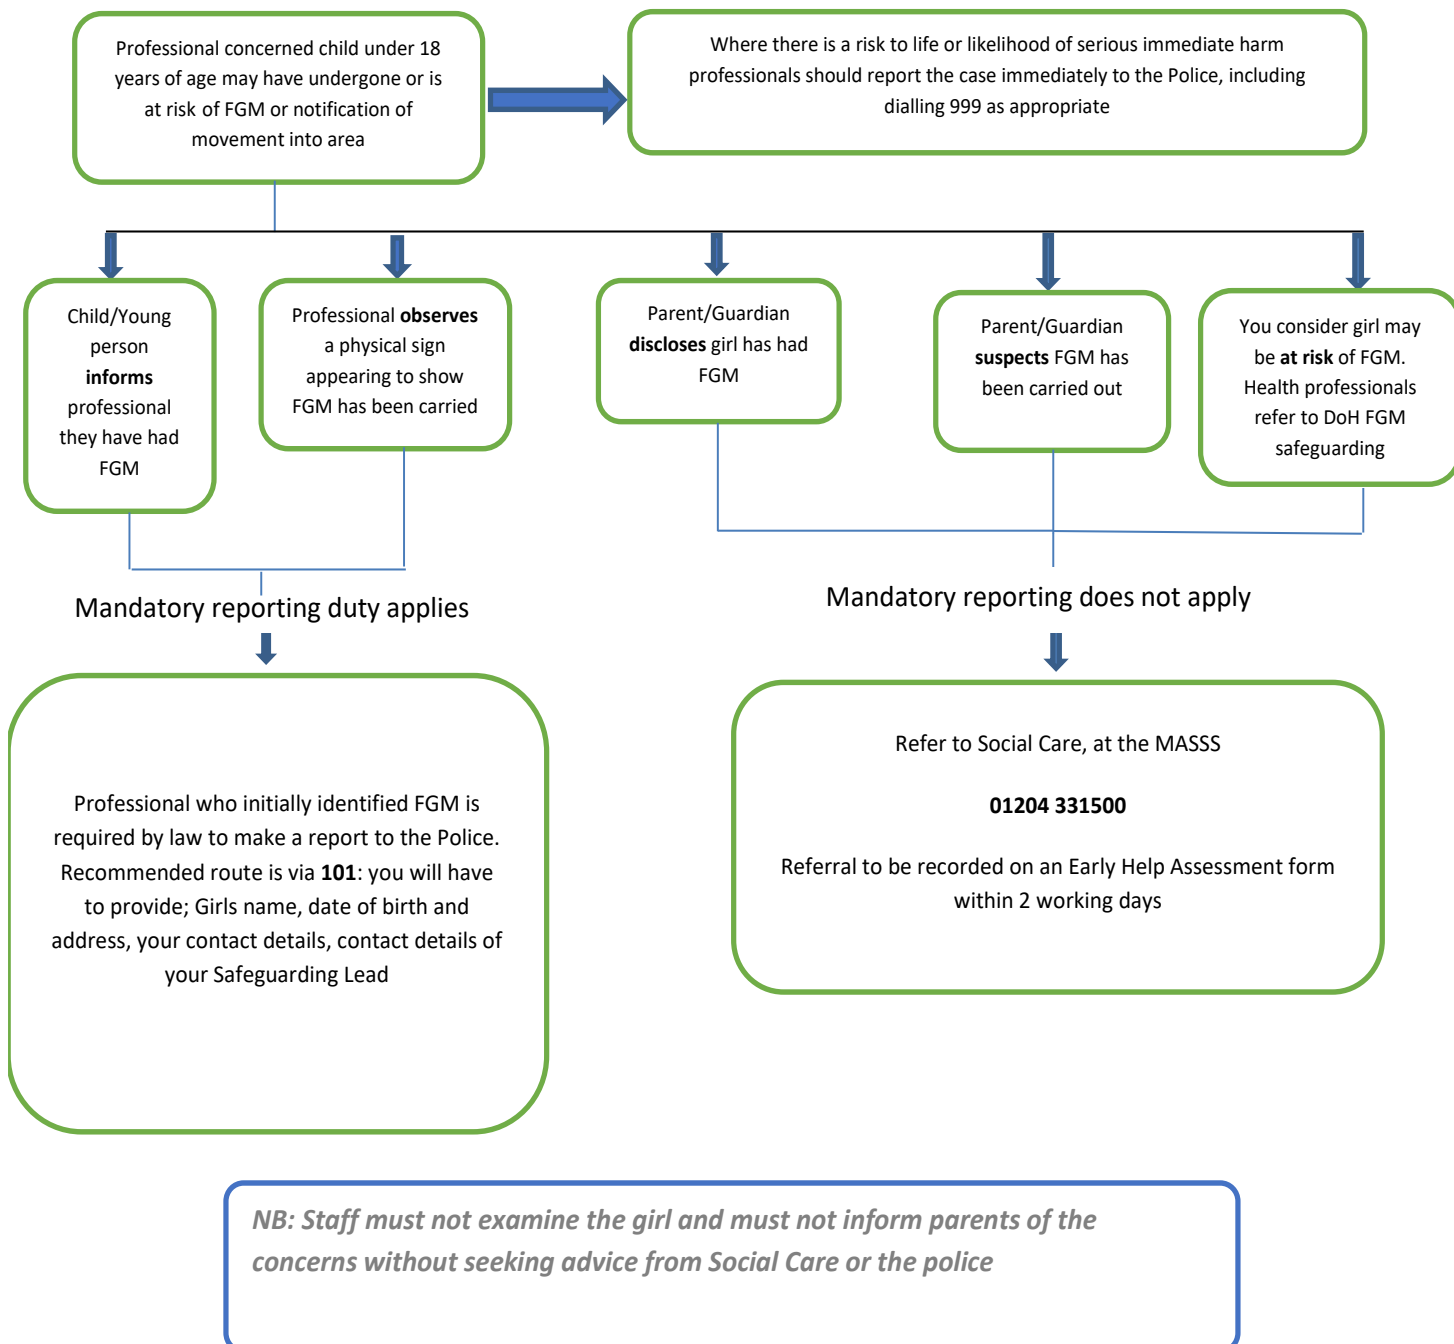 Professional concerned child under 18
years of age may have undergone or is
at risk of FGM or notification of
movement into area
Where there is a risk to life or likelihood of serious immediate harm
professionals should report the case immediately to the Police, including
dialling 999 as appropriate
Child/Young
person
informs
professional
they have had
FGM
Professional observes
a physical sign
appearing to show
FGM has been carried
Parent/Guardian
discloses girl has had
FGM
Parent/Guardian
suspects FGM has
been carried out
You consider girl may
be at risk of FGM.
Health professionals
refer to DoH FGM
safeguarding
Mandatory reporting duty applies
Mandatory reporting does not apply
Professional who initially identified FGM is
required by law to make a report to the Police.
Recommended route is via 101: you will have
to provide; Girls name, date of birth and
address, your contact details, contact details of
your Safeguarding Lead
Refer to Social Care, at the MASSS
01204 331500
Referral to be recorded on an Early Help Assessment form
within 2 working days
NB: Staff must not examine the girl and must not inform parents of the
concerns without seeking advice from Social Care or the police